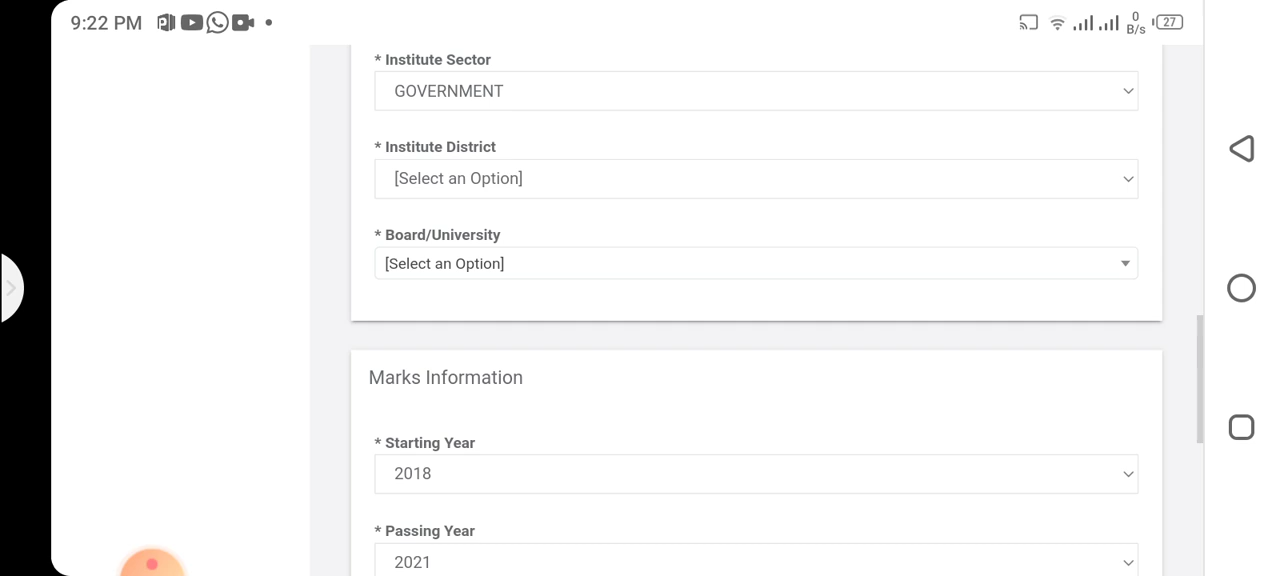 9:22 PM
0
B/s
27
* Institute Sector
GOVERNMENT
* Institute District
[Select an Option]
* Board/University
[Select an Option]
Marks Information
* Starting Year
2018
* Passing Year
2021